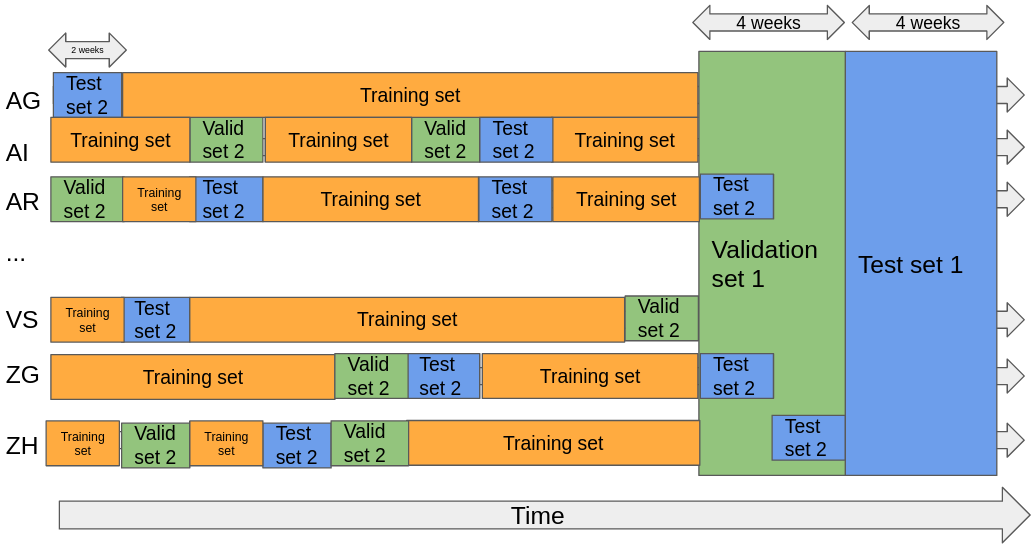 4 weeks
4 weeks
2 weeks
AG
Test
set 2
Training set
AI
Training set
Valid
set 2
Training set
Valid
set 2
Test
set 2
Training set
AR
Valid
set 2
Training
set
Test
set 2
Training set
Test
set 2
Training set
Test
set 2
...
Validation
set 1
Test set 1
VS
Training
set
Test
set 2
Training set
Valid
set 2
ZG
Training set
Valid
set 2
Test
set 2
Training set
Test
set 2
ZH
Training
set
Valid
set 2
Training
set
Test
set 2
Valid
set 2
Training set
Test
set 2
Time